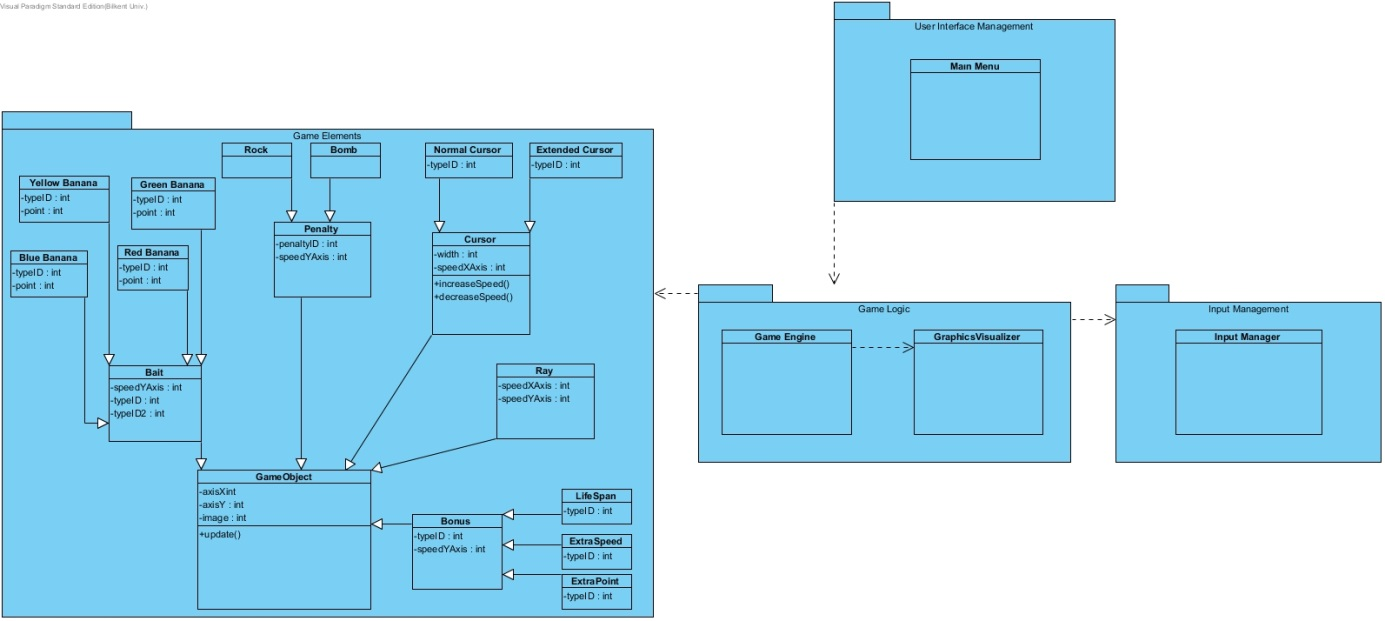 Visual Paradigm Standard Edition(Bilkent Univ.)
User Interface Management
Main Menu
Game Elements
Rock
Bomb
Normal Cursor
-typeID : int
Extended Cursor
-typeID : int
Yellow Banana
-typeID : int
-point : int
Green Banana
-typeID : int
-point : int
Blue Banana
-typeID : int
-point : int
Red Banana
-typeID : int
-point : int
Penalty
-penaltyID : int
-speedYAxis : int
Cursor
-width : int
-speedXAxis : int
+increaseSpeed()
+decreaseSpeed()
Bait
-speedYAxis : int
-typeID : int
-typeID2 : int
Ray
-speedXAxis : int
-speedYAxis : int
GameObject
-axisXint
-axisY : int
-image : int
+update()
Bonus
-typeID : int
-speedYAxis : int
LifeSpan
-typeID : int
ExtraSpeed
-typeID : int
ExtraPoint
-typeID : int
Game Logic
Game Engine
GraphicsVisualizer
Input Management
Input Manager